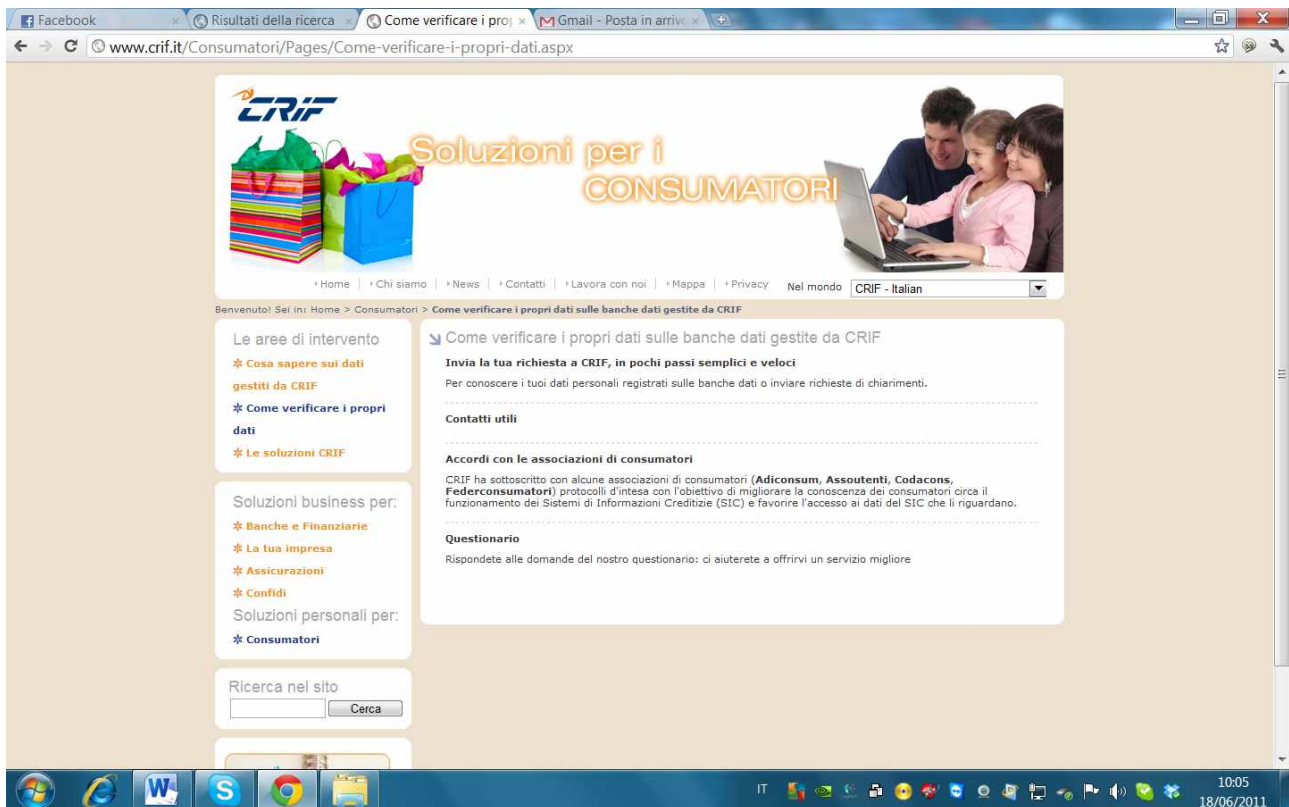 Facebook
Risultati della ricerca
Come verificare i prop
Gmail - Posta in arrivo
www.crif.it/Consumatori/Pages/Come-verificare-i-propri-dati.aspx
CRIF
Soluzioni per i
CONSUMATORI
Home | Chi siamo | News | Contatti | Lavora con noi | Mappa | Privacy Nel mondo CRIF - Italian
Benvenuto! Sei in: Home > Consumatori > Come verificare i propri dati sulle banche dati gestite da CRIF
Le aree di intervento
Cosa sapere sui dati
gestiti da CRIF
Come verificare i propri
dati
Le soluzioni CRIF
Soluzioni business per:
Banche e Finanziarie
La tua impresa
Assicurazioni
Confidi
Soluzioni personali per:
Consumatori
Ricerca nel sito
Cerca
Come verificare i propri dati sulle banche dati gestite da CRIF
Invia la tua richiesta a CRIF, in pochi passi semplici e veloci
Per conoscere i tuoi dati personali registrati sulle banche dati o inviare richieste di chiarimenti.
Contatti utili
Accordi con le associazioni di consumatori
CRIF ha sottoscritto con alcune associazioni di consumatori (Adiconsum, Assoutenti, Codacons,
Federconsumatori) protocolli d'intesa con l'obiettivo di migliorare la conoscenza dei consumatori circa il
funzionamento dei Sistemi di Informazioni Creditizie (SIC) e favorire l'accesso ai dati del SIC che li riguardano.
Questionario
Rispondete alle domande del nostro questionario: ci aiuterete a offrirvi un servizio migliore
IT
10:05
18/06/2011